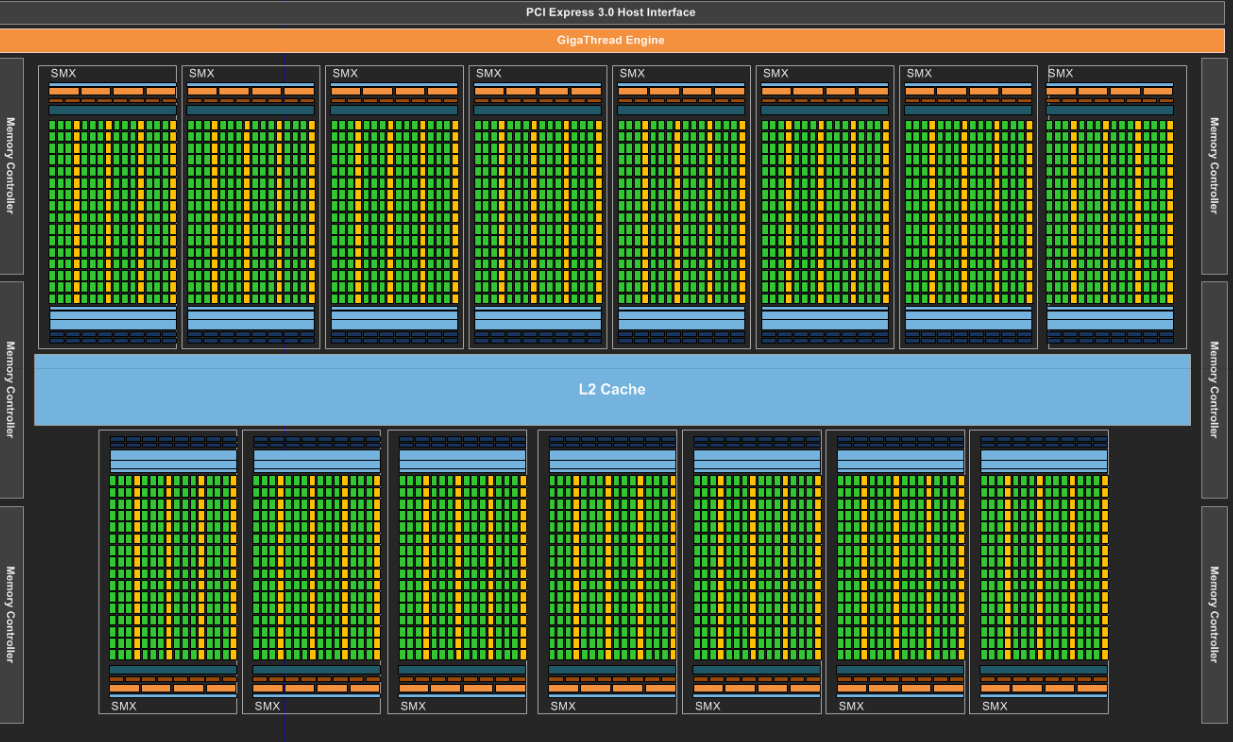 PCI Express 3.0 Host Interface
GigaThread Engine
SMX SMX SMX SMX SMX SMX SMX SMX
Memory Controller
Memory Controller
Memory Controller
L2 Cache
Memory Controller
Memory Controller
Memory Controller
SMX SMX SMX SMX SMX SMX SMX